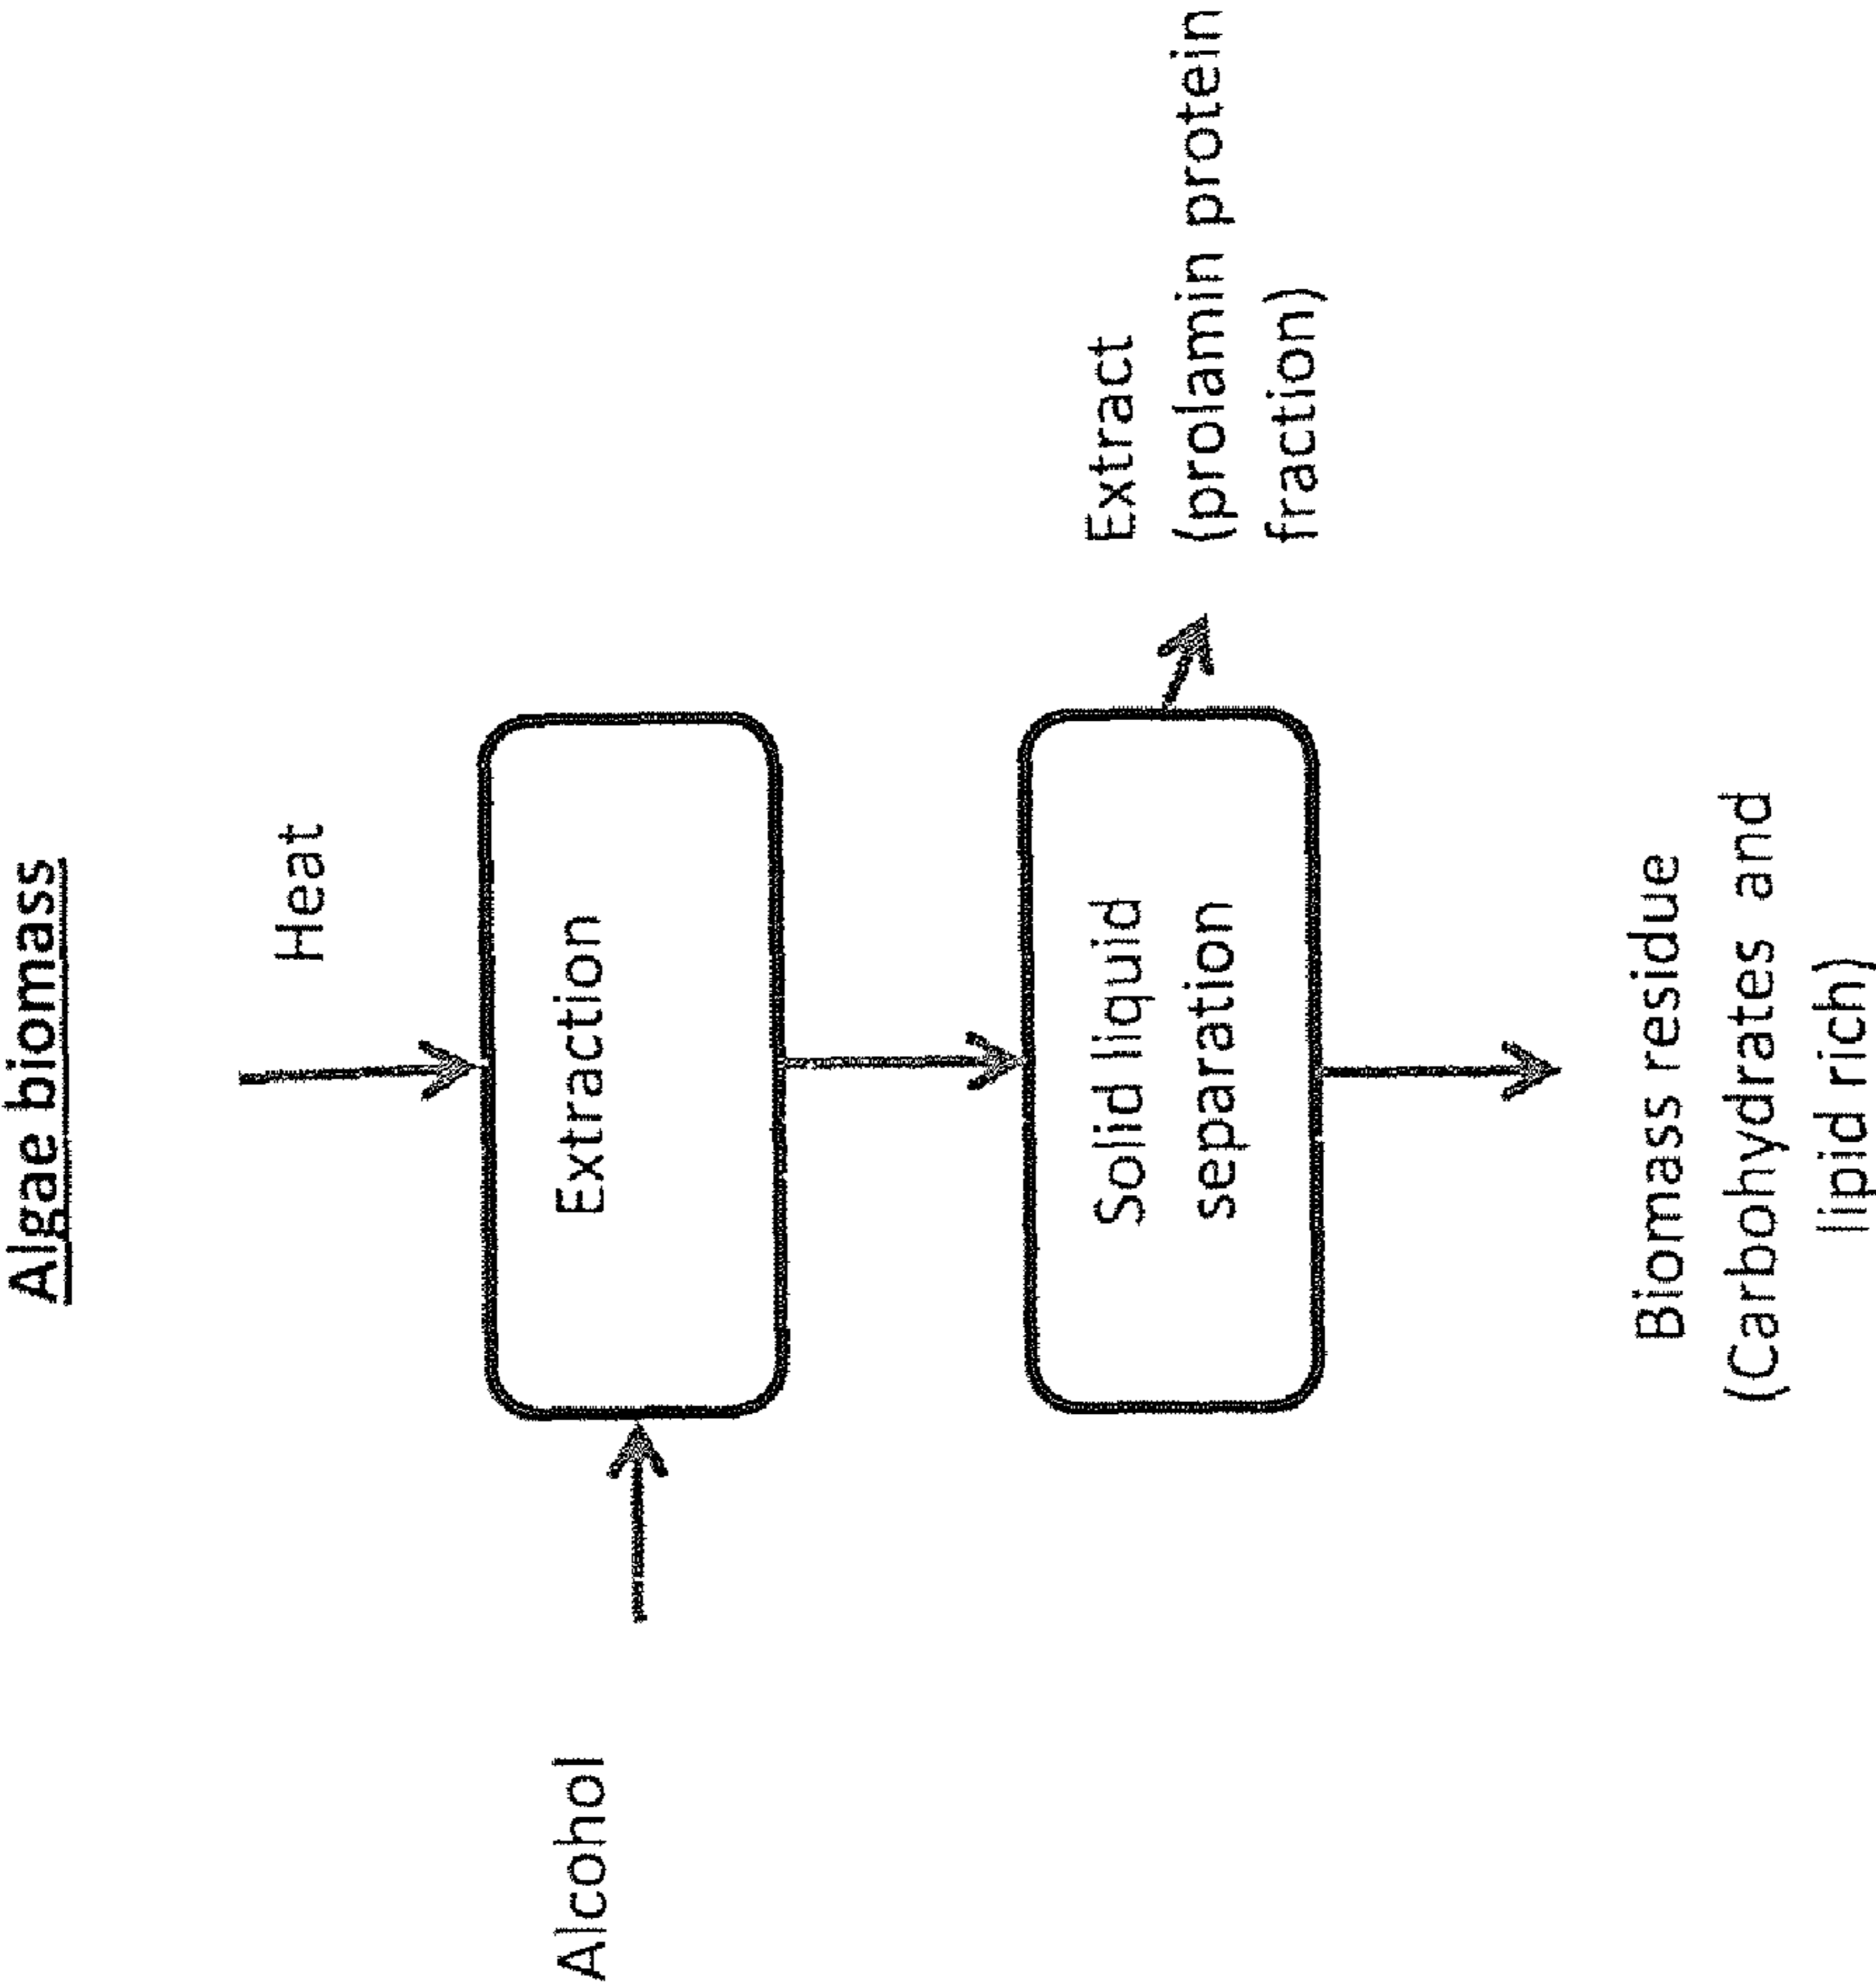 Algae biomass
Heat
Alcohol
Extraction
Solid liquid
separation
Extract
(prolamin protein
fraction)
Biomass residue
(Carbohydrates and
lipid rich)